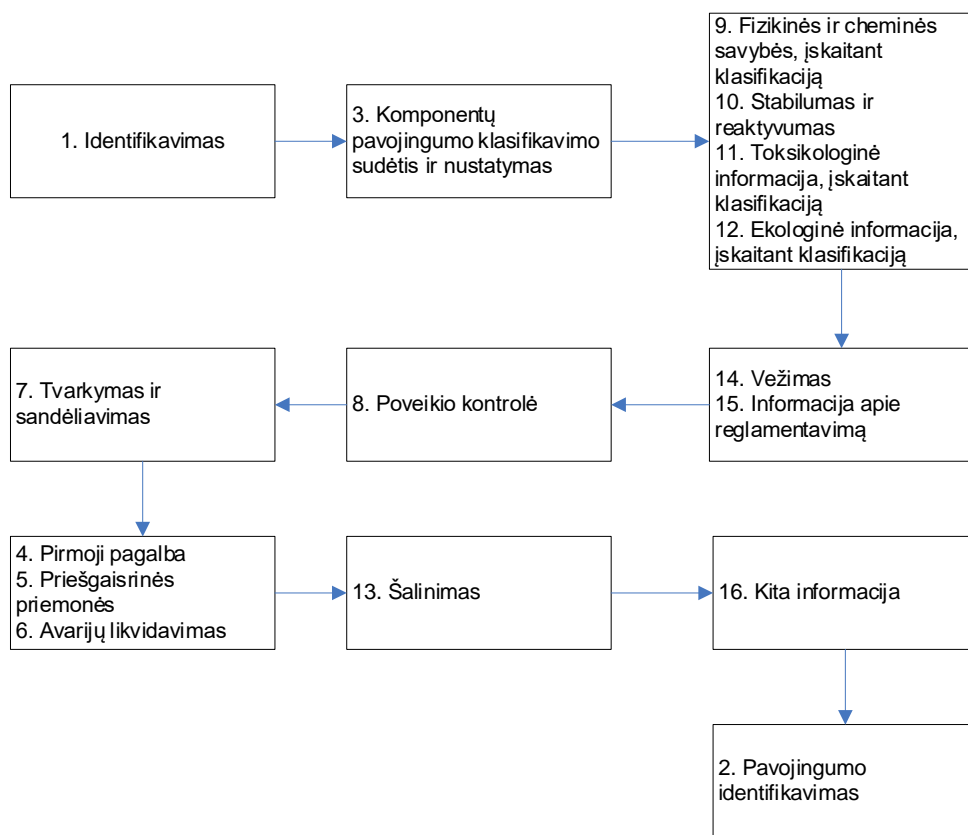 1. Identifikavimas
3. Komponentų
pavojingumo klasifikavimo
sudėtis ir nustatymas
9. Fizikinės ir cheminės
savybės, įskaitant
klasifikaciją
10. Stabilumas ir
reaktyvumas
11. Toksikologinė
informacija, įskaitant
klasifikaciją
12. Ekologinė informacija,
įskaitant klasifikaciją
14. Vežimas
15. Informacija apie
reglamentavimą
8. Poveikio kontrolė
7. Tvarkymas ir
sandėliavimas
4. Pirmoji pagalba
5. Priešgaisrinės
priemonės
6. Avarijų likvidavimas
13. Šalinimas
16. Kita informacija
2. Pavojingumo
identifikavimas